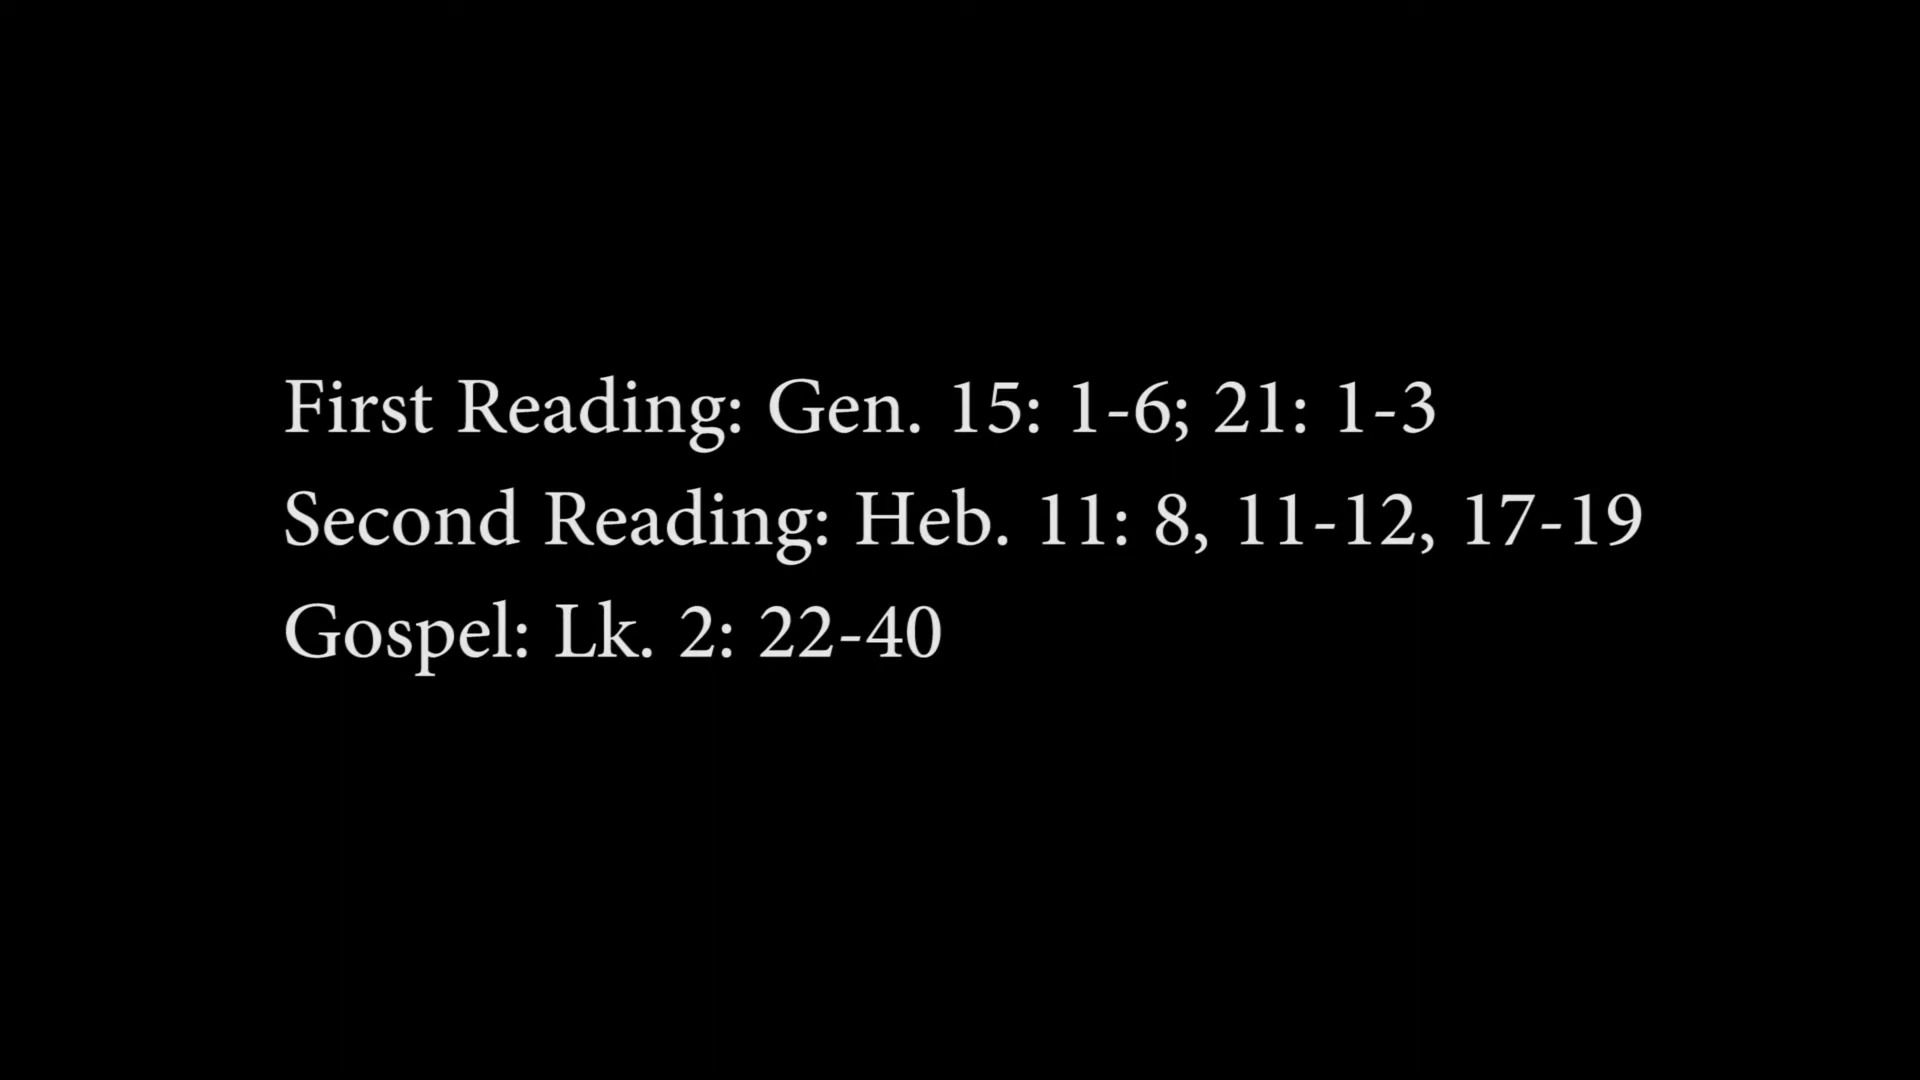 First Reading: Gen. 15: 1-6; 21: 1-3
Second Reading: Heb. 11: 8, 11-12, 17-19
Gospel: Lk. 2: 22-40